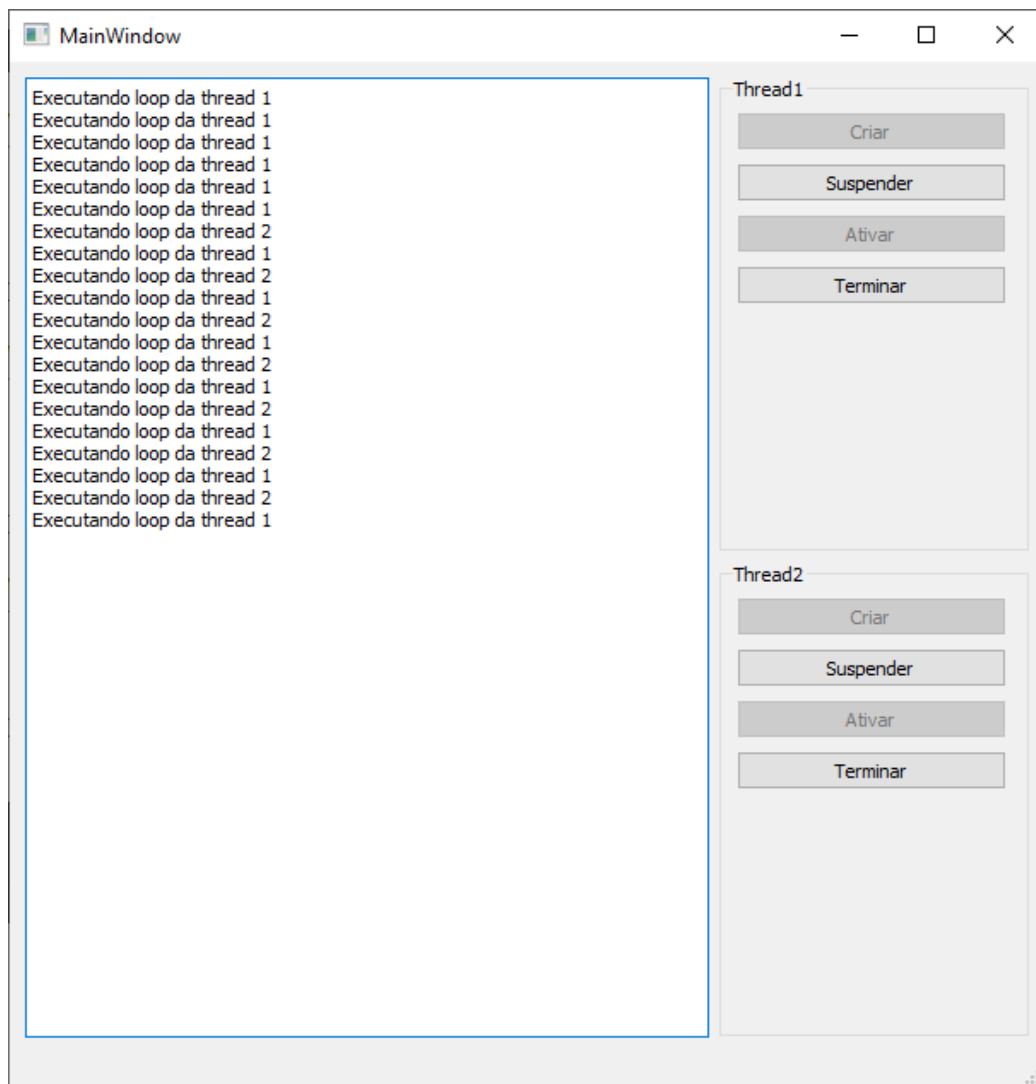 MainWindow
Executando loop da thread 1
Executando loop da thread 1
Executando loop da thread 1
Executando loop da thread 1
Executando loop da thread 1
Executando loop da thread 1
Executando loop da thread 2
Executando loop da thread 1
Executando loop da thread 2
Executando loop da thread 1
Executando loop da thread 2
Executando loop da thread 1
Executando loop da thread 2
Executando loop da thread 1
Executando loop da thread 2
Executando loop da thread 1
Executando loop da thread 2
Executando loop da thread 1
Executando loop da thread 2
Executando loop da thread 1
Thread1
Criar
Suspender
Ativar
Terminar
Thread2
Criar
Suspender
Ativar
Terminar